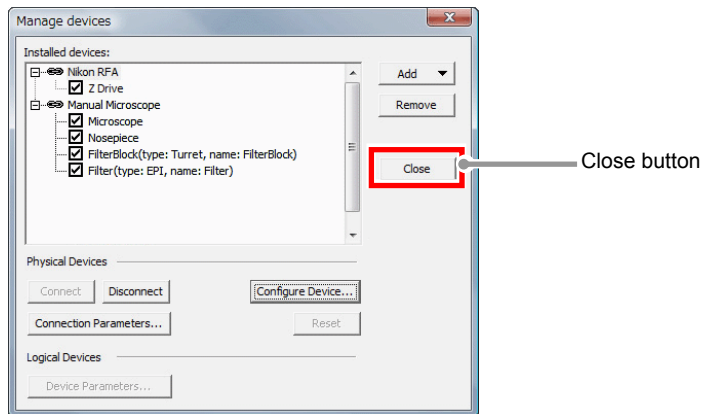 Manage devices
Installed devices:
Nikon RFA
Z Drive
Manual Microscope
Microscope
Nosepiece
FilterBlock(type: Turret, name: FilterBlock)
Filter(type: EPI, name: Filter)
Add
Remove
Close
Close button
Physical Devices
Connect Disconnect Configure Device...
Connection Parameters... Reset
Logical Devices
Device Parameters...